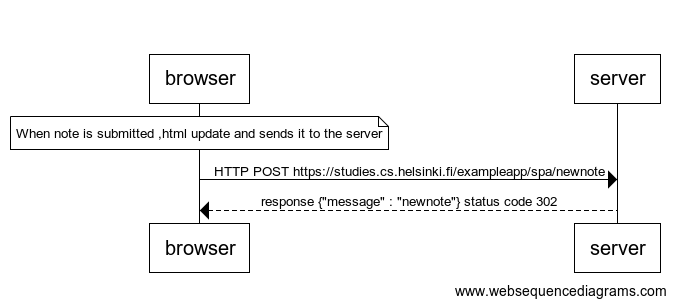 browser
server
When note is submitted ,html update and sends it to the server
HTTP POST https://studies.cs.helsinki.fi/exampleapp/spa/newnote
response {"message" : "newnote"} status code 302
browser
server
www.websequencediagrams.com